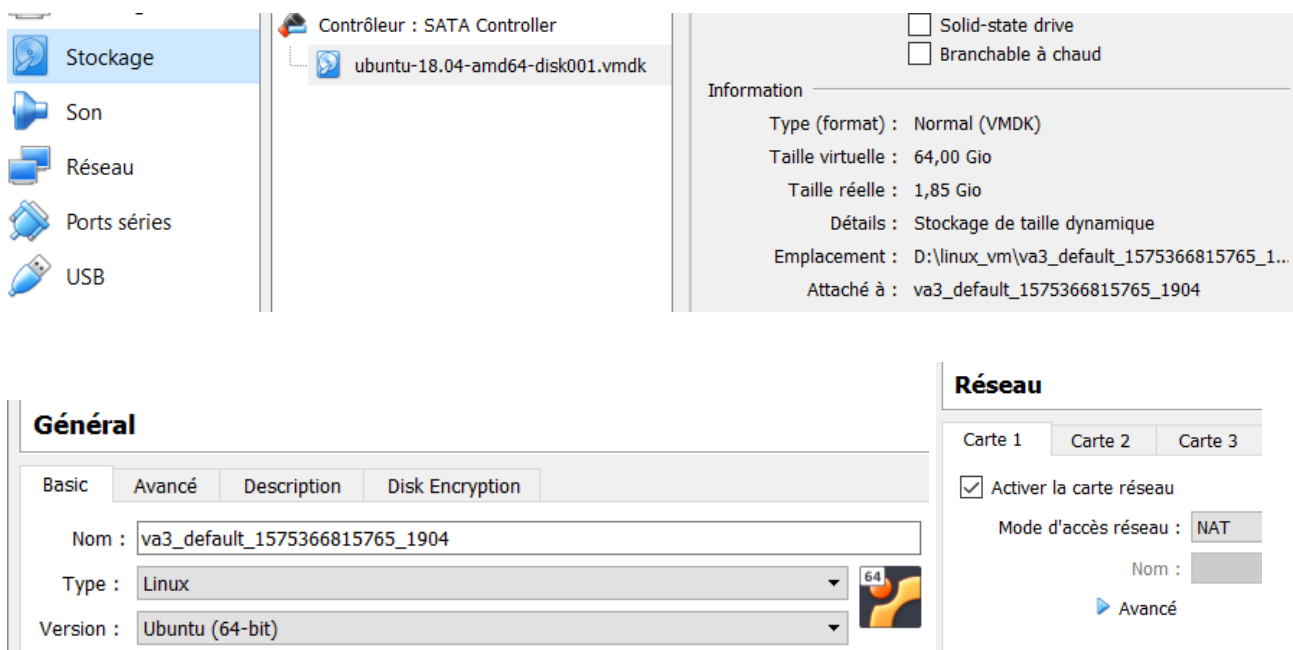 Contrôleur : SATA Controller
Solid-state drive
Stockage
ubuntu-18.04-amd64-disk001.vmdk
Branchable à chaud
Information
Son
Type (format) : Normal (VMDK)
Taille virtuelle : 64,00 Gio
Réseau
Taille réelle : 1,85 Gio
Ports séries
Détails : Stockage de taille dynamique
Emplacement : D:\linux_vm\va3_default_1575366815765_1...
USB
Attaché à : va3_default_1575366815765_1904
Général
Basic Avancé Description Disk Encryption
Nom : va3_default_1575366815765_1904
Type : Linux
64
Version : Ubuntu (64-bit)
Réseau
Carte 1 Carte 2 Carte 3
Activer la carte réseau
Mode d'accès réseau : NAT
Nom :
Avancé